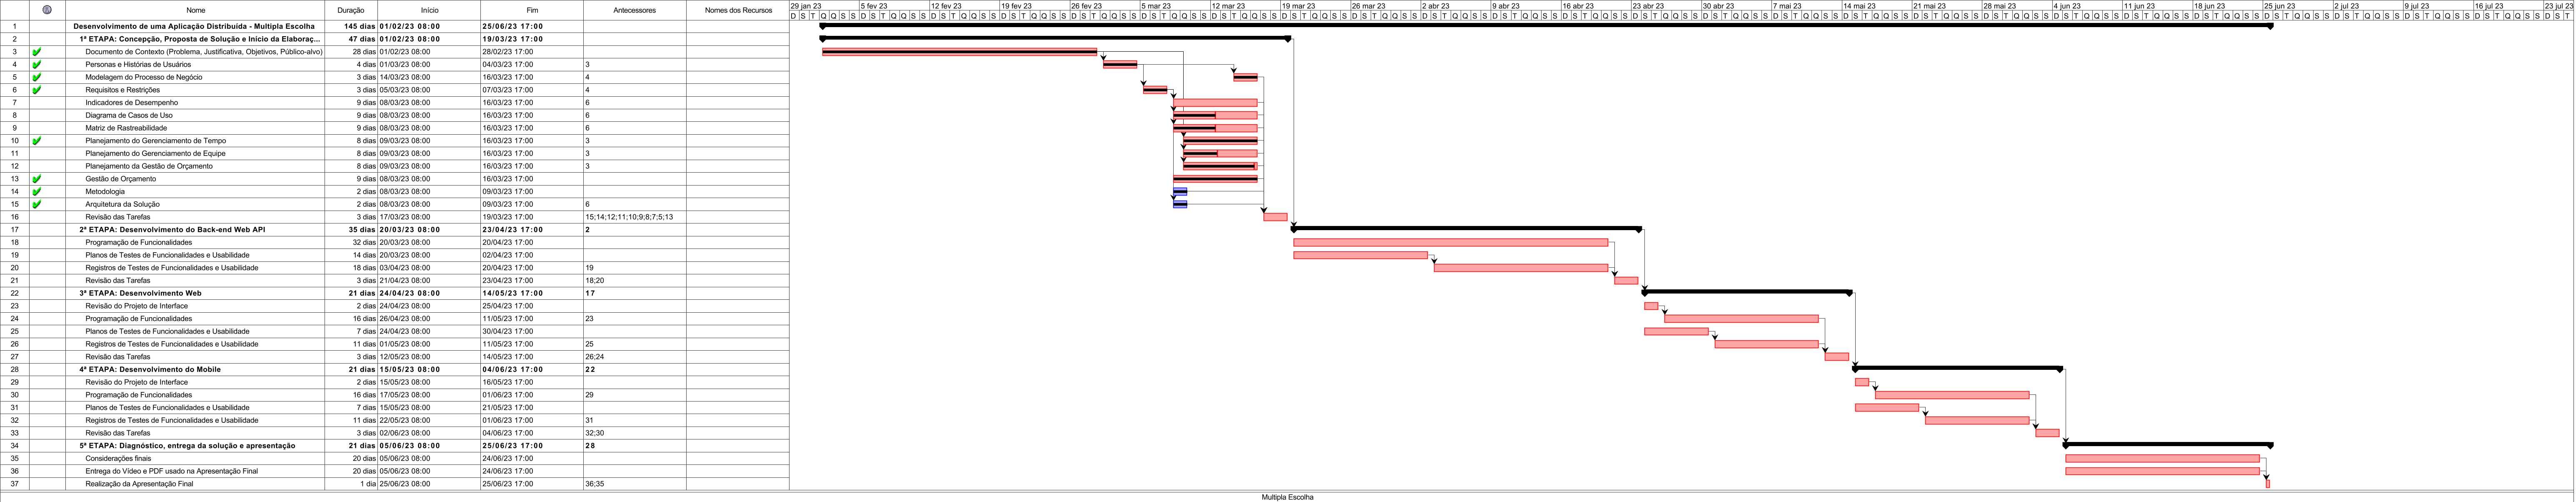 Nome Duração Início Fim Antecessores Nomes dos Recursos 29 jan 23 5 fev 23 12 fev 23 19 fev 23 26 fev 23 5 mar 23 12 mar 23 19 mar 23 26 mar 23 2 abr 23 9 abr 23 16 abr 23 23 abr 23 30 abr 23 7 mai 23 14 mai 23 21 mai 23 28 mai 23 4 jun 23 11 jun 23 18 jun 23 25 jun 23 2 jul 23 9 jul 23 16 jul 23 23 jul 23
D S T Q Q S S D S T Q Q S S D S T Q Q S S D S T Q Q S S D S T Q Q S S D S T Q Q S S D S T Q Q S S D S T Q Q S S D S T Q Q S S D S T Q Q S S D S T Q Q S S D S T Q Q S S D S T Q Q S S D S T Q Q S S D S T Q Q S S D S T Q Q S S D S T Q Q S S D S T Q Q S S D S T Q Q S S D S T Q Q S S D S T Q Q S S D S T Q Q S S D S T Q Q S S D S T Q Q S S D S T Q Q S S D S T
1 Desenvolvimento de uma Aplicação Distribuída - Multipla Escolha 145 dias 01/02/23 08:00 25/06/23 17:00
2 1ª ETAPA: Concepção, Proposta de Solução e Início da Elaboraç... 47 dias 01/02/23 08:00 19/03/23 17:00
3 Documento de Contexto (Problema, Justificativa, Objetivos, Público-alvo) 28 dias 01/02/23 08:00 28/02/23 17:00
4 Personas e Histórias de Usuários 4 dias 01/03/23 08:00 04/03/23 17:00 3
5 Modelagem do Processo de Negócio 3 dias 14/03/23 08:00 16/03/23 17:00 4
6 Requisitos e Restrições 3 dias 05/03/23 08:00 07/03/23 17:00 4
7 Indicadores de Desempenho 9 dias 08/03/23 08:00 16/03/23 17:00 6
8 Diagrama de Casos de Uso 9 dias 08/03/23 08:00 16/03/23 17:00 6
9 Matriz de Rastreabilidade 9 dias 08/03/23 08:00 16/03/23 17:00 6
10 Planejamento do Gerenciamento de Tempo 8 dias 09/03/23 08:00 16/03/23 17:00 3
11 Planejamento do Gerenciamento de Equipe 8 dias 09/03/23 08:00 16/03/23 17:00 3
12 Planejamento da Gestão de Orçamento 8 dias 09/03/23 08:00 16/03/23 17:00 3
13 Gestão de Orçamento 9 dias 08/03/23 08:00 16/03/23 17:00
14 Metodologia 2 dias 08/03/23 08:00 09/03/23 17:00
15 Arquitetura da Solução 2 dias 08/03/23 08:00 09/03/23 17:00 6
16 Revisão das Tarefas 3 dias 17/03/23 08:00 19/03/23 17:00 15;14;12;11;10;9;8;7;5;13
17 2ª ETAPA: Desenvolvimento do Back-end Web API 35 dias 20/03/23 08:00 23/04/23 17:00 2
18 Programação de Funcionalidades 32 dias 20/03/23 08:00 20/04/23 17:00
19 Planos de Testes de Funcionalidades e Usabilidade 14 dias 20/03/23 08:00 02/04/23 17:00
20 Registros de Testes de Funcionalidades e Usabilidade 18 dias 03/04/23 08:00 20/04/23 17:00 19
21 Revisão das Tarefas 3 dias 21/04/23 08:00 23/04/23 17:00 18;20
22 3ª ETAPA: Desenvolvimento Web 21 dias 24/04/23 08:00 14/05/23 17:00 17
23 Revisão do Projeto de Interface 2 dias 24/04/23 08:00 25/04/23 17:00
24 Programação de Funcionalidades 16 dias 26/04/23 08:00 11/05/23 17:00 23
25 Planos de Testes de Funcionalidades e Usabilidade 7 dias 24/04/23 08:00 30/04/23 17:00
26 Registros de Testes de Funcionalidades e Usabilidade 11 dias 01/05/23 08:00 11/05/23 17:00 25
27 Revisão das Tarefas 3 dias 12/05/23 08:00 14/05/23 17:00 26;24
28 4ª ETAPA: Desenvolvimento do Mobile 21 dias 15/05/23 08:00 04/06/23 17:00 22
29 Revisão do Projeto de Interface 2 dias 15/05/23 08:00 16/05/23 17:00
30 Programação de Funcionalidades 16 dias 17/05/23 08:00 01/06/23 17:00 29
31 Planos de Testes de Funcionalidades e Usabilidade 7 dias 15/05/23 08:00 21/05/23 17:00
32 Registros de Testes de Funcionalidades e Usabilidade 11 dias 22/05/23 08:00 01/06/23 17:00 31
33 Revisão das Tarefas 3 dias 02/06/23 08:00 04/06/23 17:00 32;30
34 5ª ETAPA: Diagnóstico, entrega da solução e apresentação 21 dias 05/06/23 08:00 25/06/23 17:00 28
35 Considerações finais 20 dias 05/06/23 08:00 24/06/23 17:00
36 Entrega do Vídeo e PDF usado na Apresentação Final 20 dias 05/06/23 08:00 24/06/23 17:00
37 Realização da Apresentação Final 1 dia 25/06/23 08:00 25/06/23 17:00 36;35
Multipla Escolha